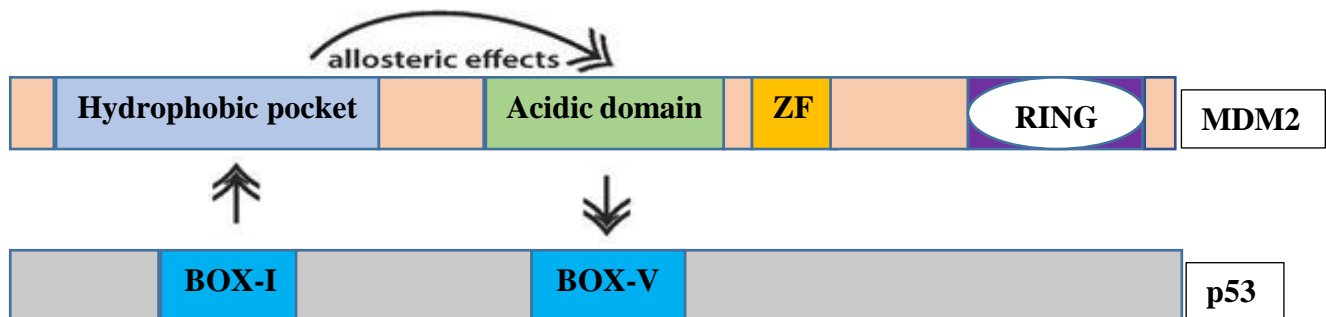 allosteric effects
Hydrophobic pocket Acidic domain ZF RING MDM2
BOX-I BOX-V p53